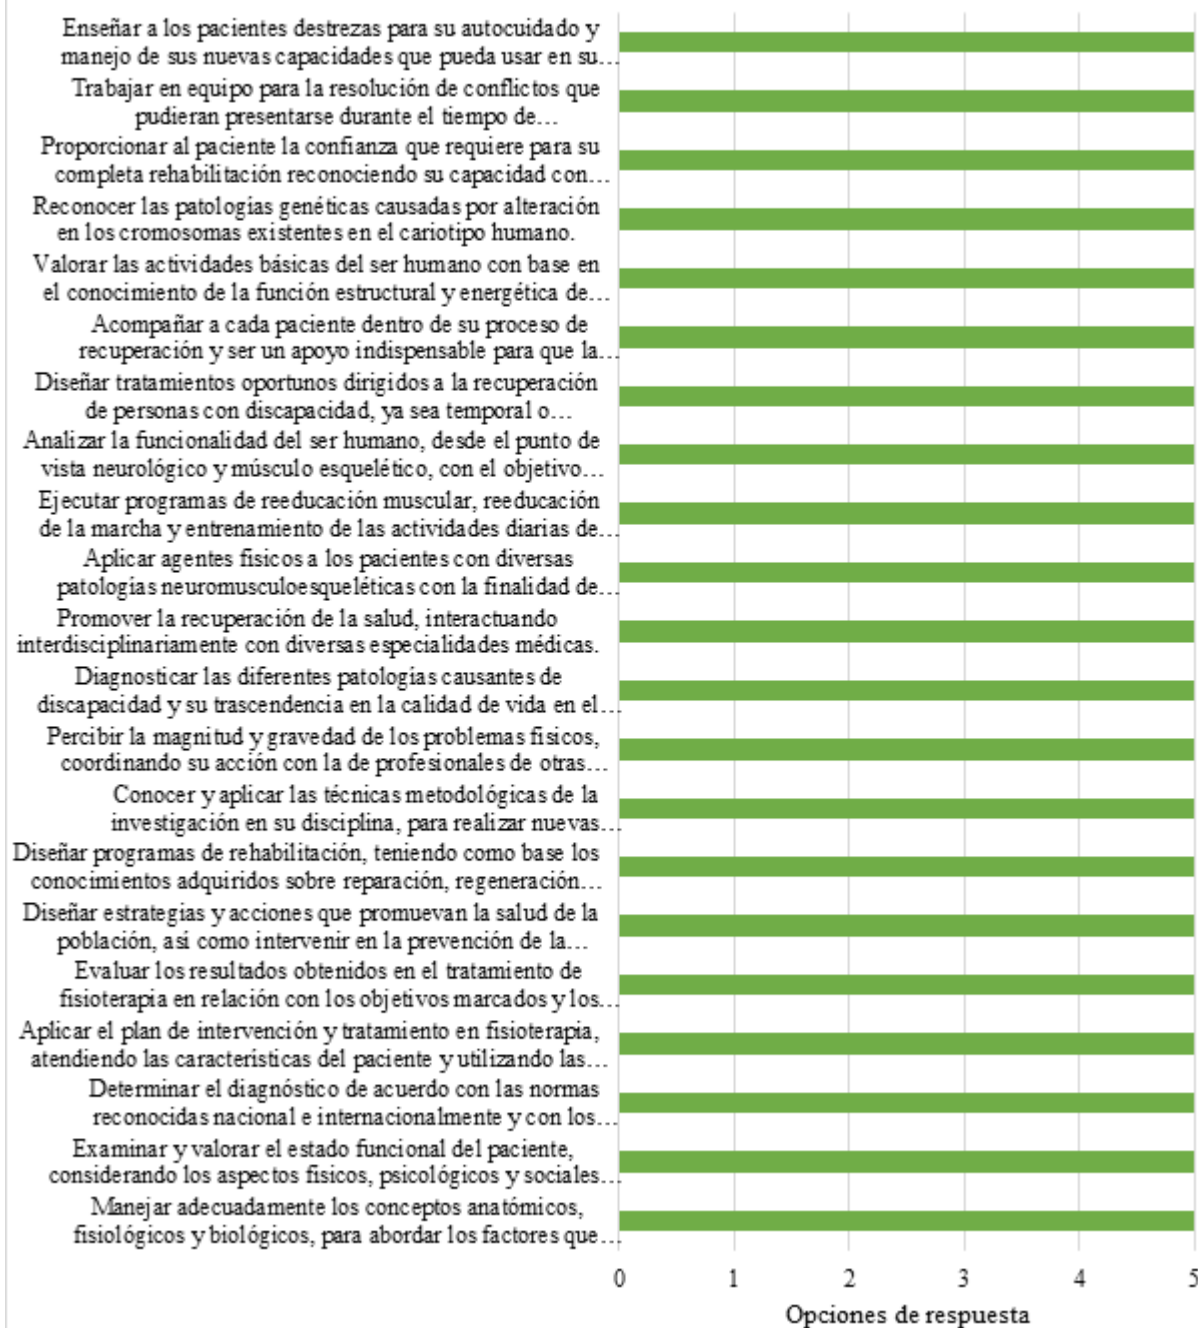 Enseñar a los pacientes destrezas para su autocuidado y
manejo de sus nuevas capacidades que pueda usar en su…
Trabajar en equipo para la resolución de conflictos que
pudieran presentarse durante el tiempo de…
Proporcionar al paciente la confianza que requiere para su
completa rehabilitación reconociendo su capacidad con…
Reconocer las patologías genéticas causadas por alteración
en los cromosomas existentes en el cariotipo humano.
Valorar las actividades básicas del ser humano con base en
el conocimiento de la función estructural y energética de…
Acompañar a cada paciente dentro de su proceso de
recuperación y ser un apoyo indispensable para que la…
Diseñar tratamientos oportunos dirigidos a la recuperación
de personas con discapacidad, ya sea temporal o…
Analizar la funcionalidad del ser humano, desde el punto de
vista neurológico y músculo esquelético, con el objetivo…
Ejecutar programas de reeducación muscular, reeducación
de la marcha y entrenamiento de las actividades diarias de…
Aplicar agentes fisicos a los pacientes con diversas
patologías neuromusculoesqueléticas con la finalidad de…
Promover la recuperación de la salud, interactuando
interdisciplinariamente con diversas especialidades médicas.
Diagnosticar las diferentes patologías causantes de
discapacidad y su trascendencia en la calidad de vida en el…
Percibir la magnitud y gravedad de los problemas fisicos,
coordinando su acción con la de profesionales de otras…
Conocer y aplicar las técnicas metodológicas de la
investigación en su disciplina, para realizar nuevas…
Diseñar programas de rehabilitación, teniendo como base los
conocimientos adquiridos sobre reparación, regeneración…
Diseñar estrategias y acciones que promuevan la salud de la
población, así como intervenir en la prevención de la…
Evaluar los resultados obtenidos en el tratamiento de
fisioterapia en relación con los objetivos marcados y los…
Aplicar el plan de intervención y tratamiento en fisioterapia,
atendiendo las características del paciente y utilizando las…
Determinar el diagnóstico de acuerdo con las normas
reconocidas nacional e internacionalmente y con los…
Examinar y valorar el estado funcional del paciente,
considerando los aspectos físicos, psicológicos y sociales…
Manejar adecuadamente los conceptos anatómicos,
fisiológicos y biológicos, para abordar los factores que…
0 1 2 3 4 5
Opciones de respuesta